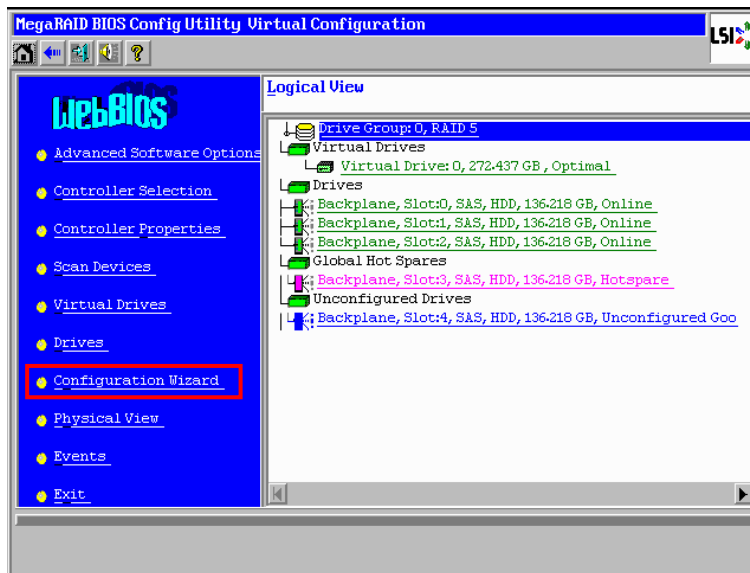 MegaRAID BIOS Config Utility Virtual Configuration
LSI
?
WebBIOS
Advanced Software Options
Controller Selection
Controller Properties
Scan Devices
Virtual Drives
Drives
Configuration Wizard
Physical View
Events
Exit
Logical View
Drive Group: 0, RAID 5
Virtual Drives
Virtual Drive: 0, 272.437 GB , Optimal
Drives
Backplane, Slot:0, SAS, HDD, 136.218 GB, Online
Backplane, Slot:1, SAS, HDD, 136.218 GB, Online
Backplane, Slot:2, SAS, HDD, 136.218 GB, Online
Global Hot Spares
Backplane, Slot:3, SAS, HDD, 136.218 GB, Hotspare
Unconfigured Drives
Backplane, Slot:4, SAS, HDD, 136.218 GB, Unconfigured Goo